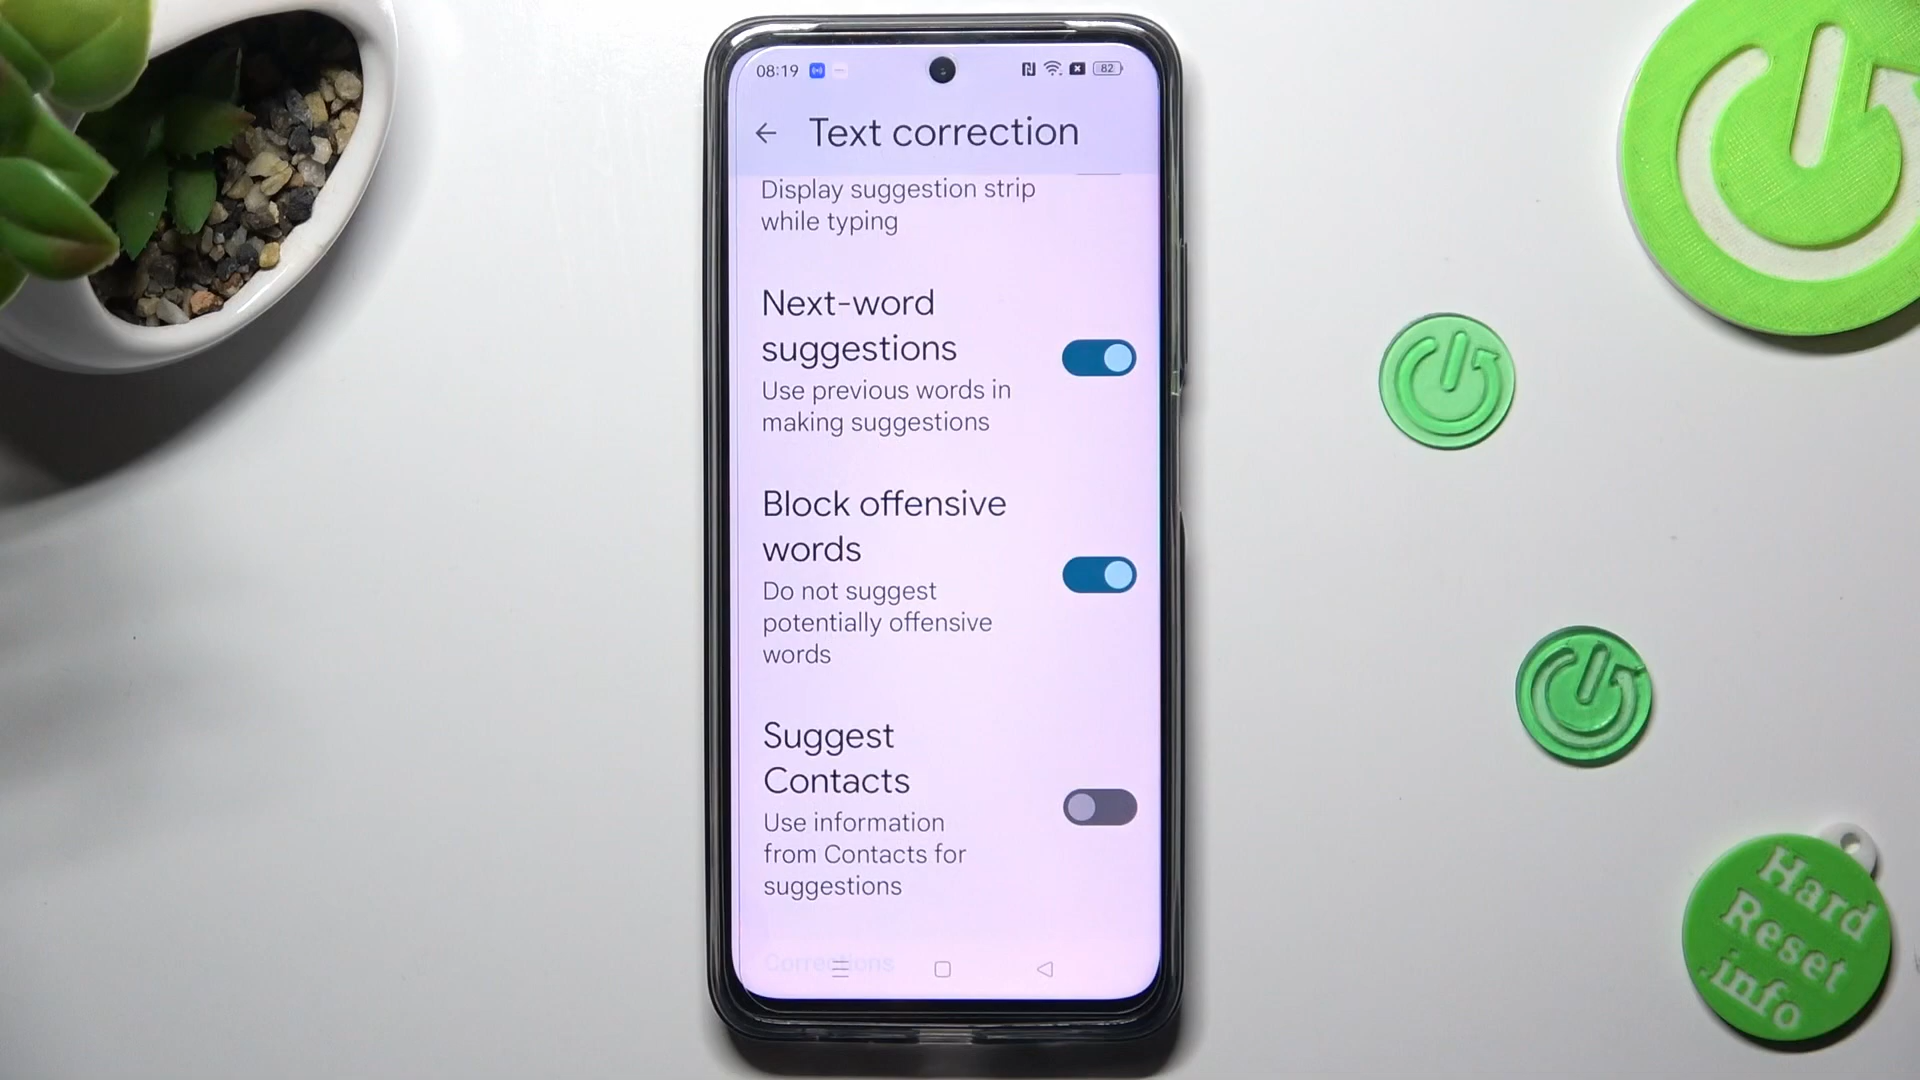 08:19
82
Text correction
Display suggestion strip
while typing
Next-word
suggestions
Use previous words in
making suggestions
Block offensive
words
Do not suggest
potentially offensive
words
Suggest
Contacts
Use information
from Contacts for
suggestions
Corrections
Hard
Reset
.info